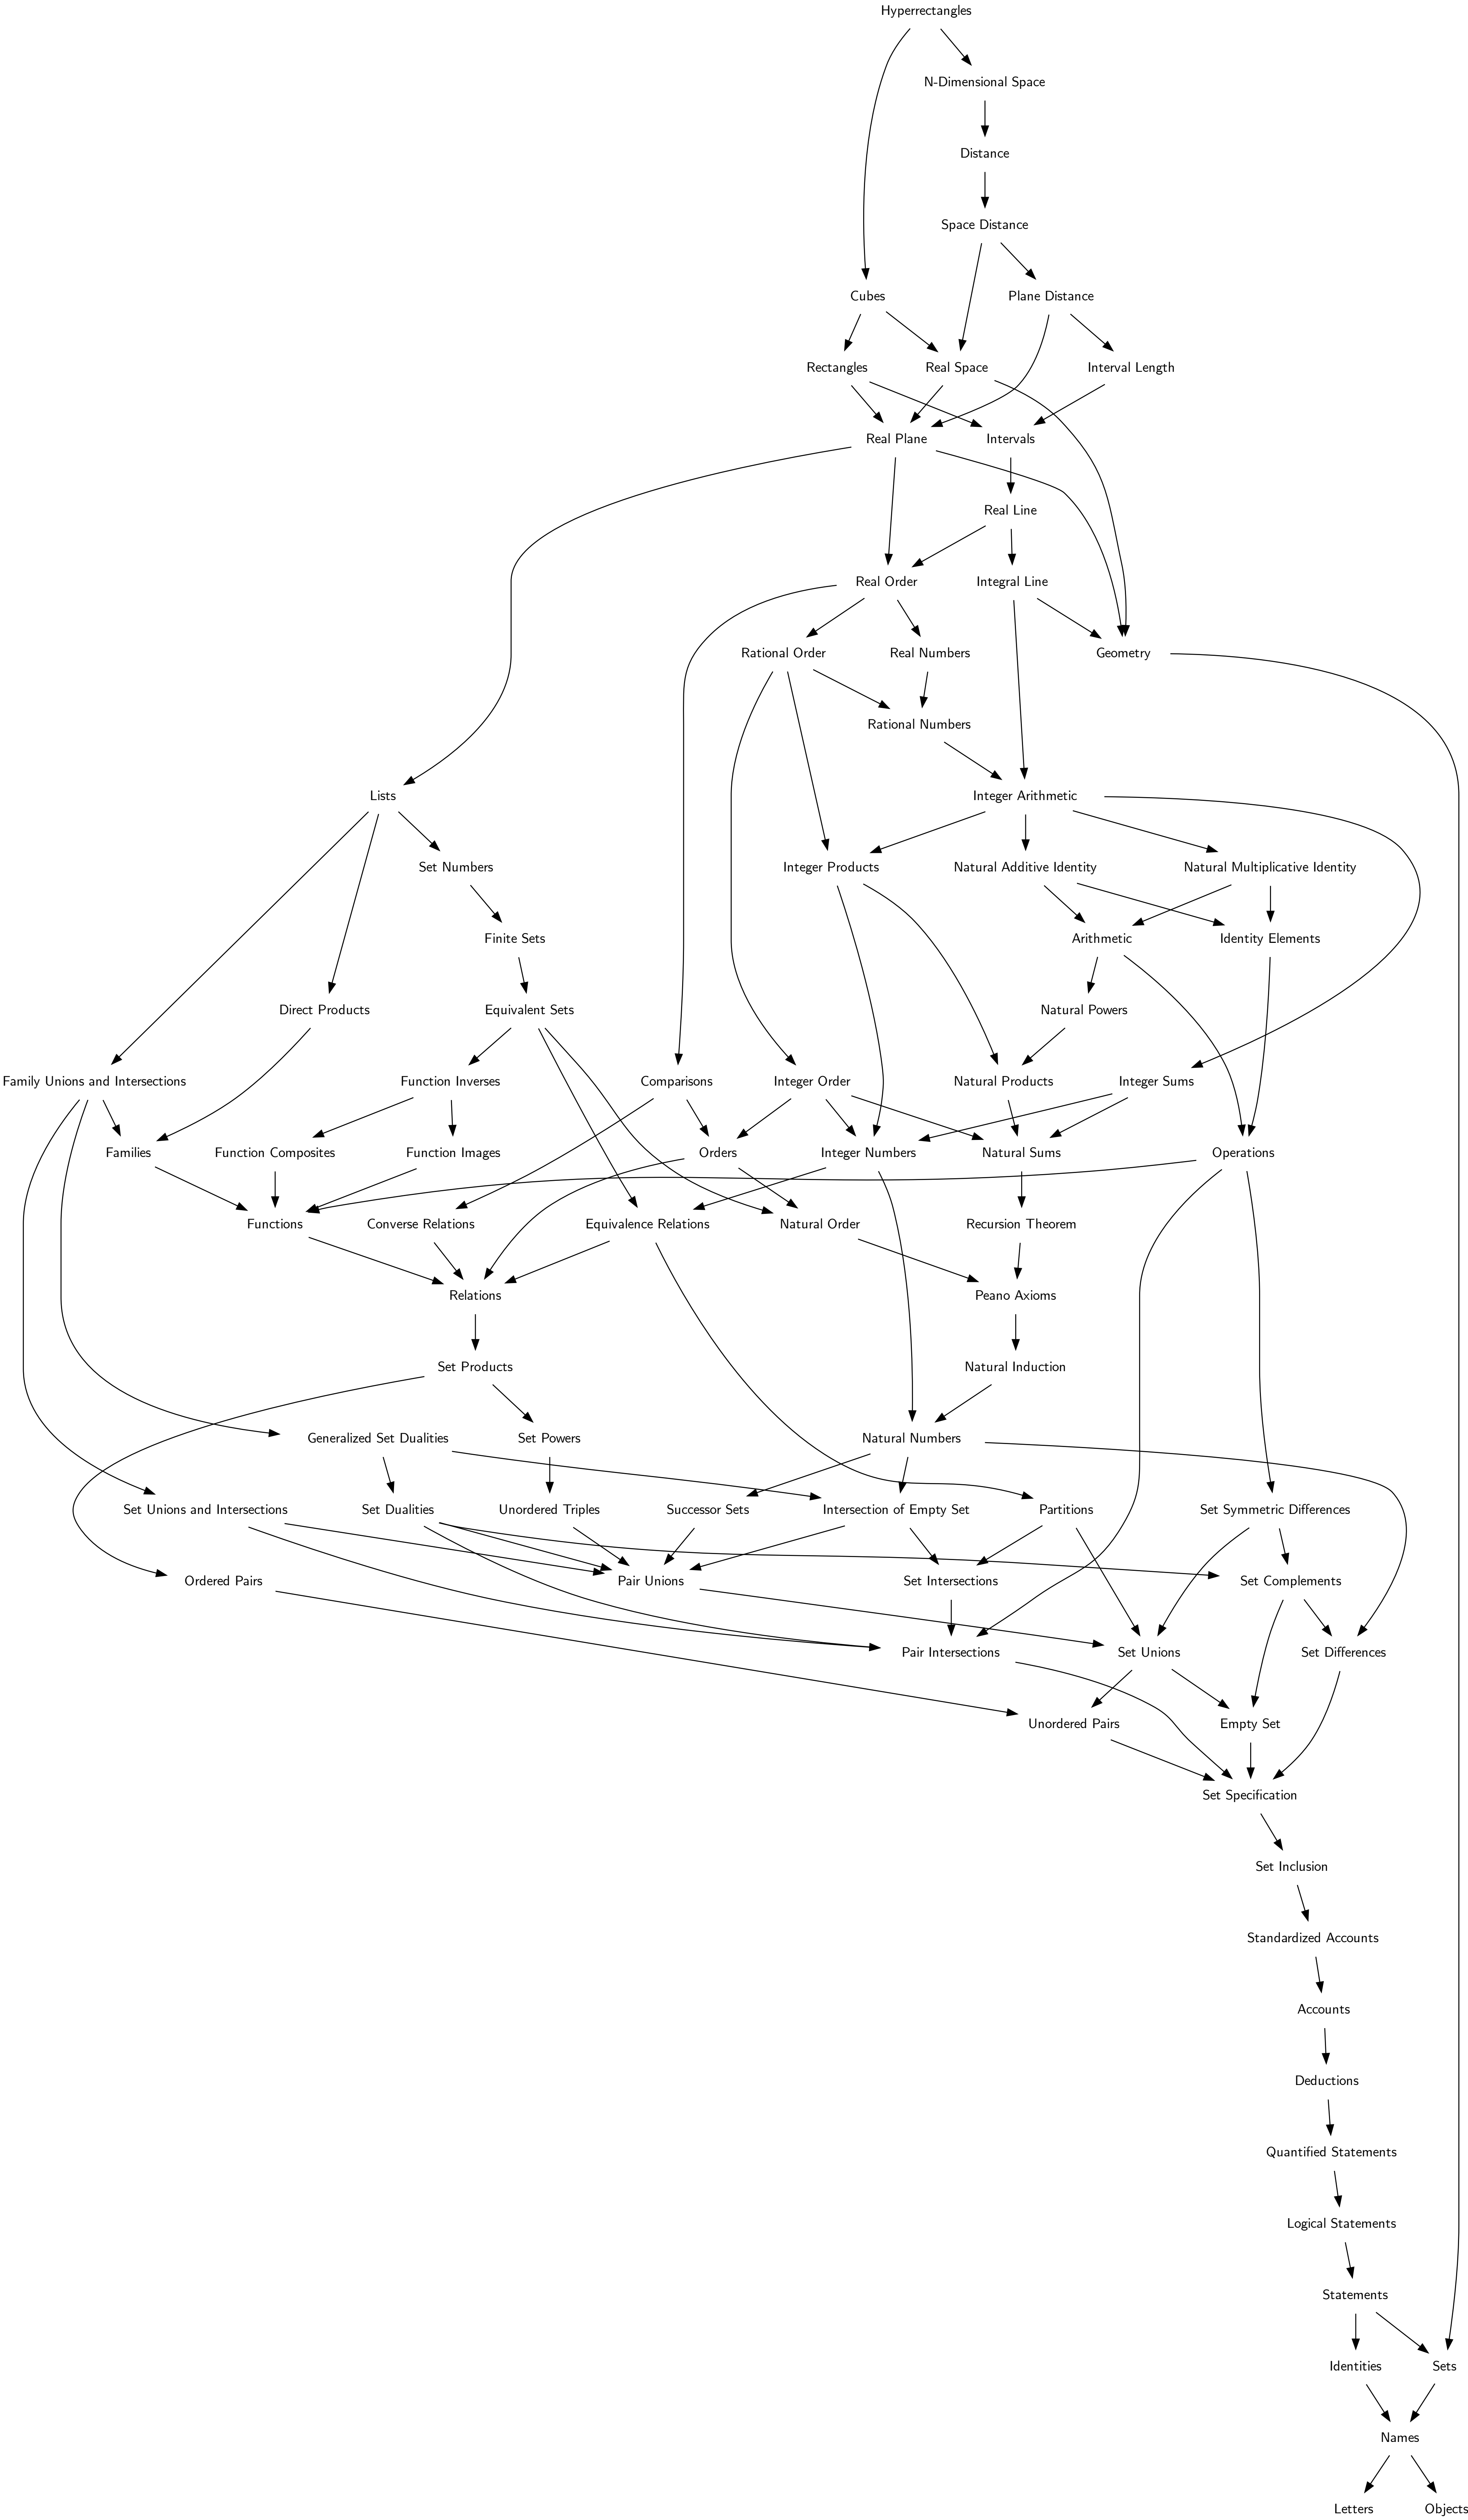 Hyperrectangles
N-Dimensional Space
Distance
Space Distance
Cubes
Plane Distance
Rectangles
Real Space
Interval Length
Real Plane
Intervals
Real Line
Real Order
Integral Line
Rational Order
Real Numbers
Geometry
Rational Numbers
Lists
Integer Arithmetic
Set Numbers
Integer Products
Natural Additive Identity
Natural Multiplicative Identity
Finite Sets
Arithmetic
Identity Elements
Direct Products
Equivalent Sets
Natural Powers
Family Unions and Intersections
Function Inverses
Comparisons
Integer Order
Natural Products
Integer Sums
Families
Function Composites
Function Images
Orders
Integer Numbers
Natural Sums
Operations
Functions
Converse Relations
Equivalence Relations
Natural Order
Recursion Theorem
Relations
Peano Axioms
Set Products
Natural Induction
Generalized Set Dualities
Set Powers
Natural Numbers
Set Unions and Intersections
Set Dualities
Unordered Triples
Successor Sets
Intersection of Empty Set
Partitions
Set Symmetric Differences
Ordered Pairs
Pair Unions
Set Intersections
Set Complements
Pair Intersections
Set Unions
Set Differences
Unordered Pairs
Empty Set
Set Specification
Set Inclusion
Standardized Accounts
Accounts
Deductions
Quantified Statements
Logical Statements
Statements
Identities
Sets
Names
Letters
Objects